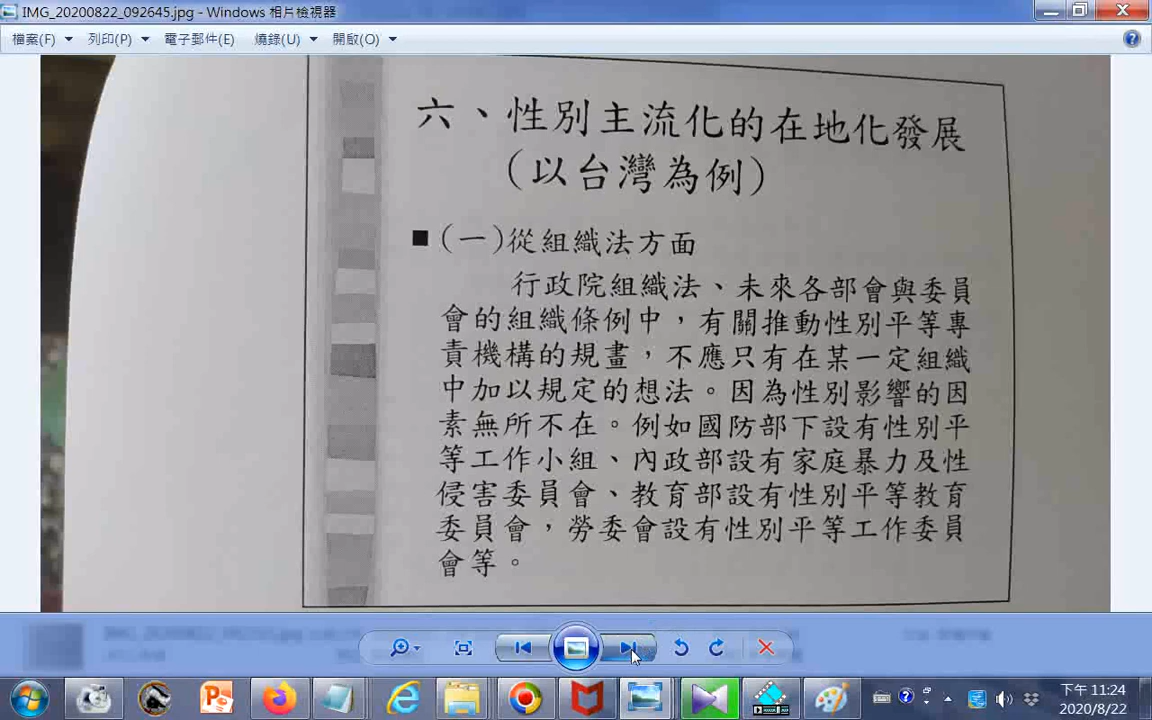 IMG_20200822_092645.jpg - Windows 相片檢視器
檔案(F) 列印(P) 電子郵件(E) 燒錄(U) 開啟(O)
六、性別主流化的在地化發展
(以台灣為例)
■(一)從組織法方面
行政院組織法、未來各部會與委員
會的組織條例中，有關推動性別平等專
責機構的規畫，不應只有在某一定組織
中加以規定的想法。因為性別影響的因
素無所不在。例如國防部下設有性別平
等工作小組、內政部設有家庭暴力及性
侵害委員會、教育部設有性別平等教育
委員會，勞委會設有性別平等工作委員
會等。
下午 11:24
2020/8/22